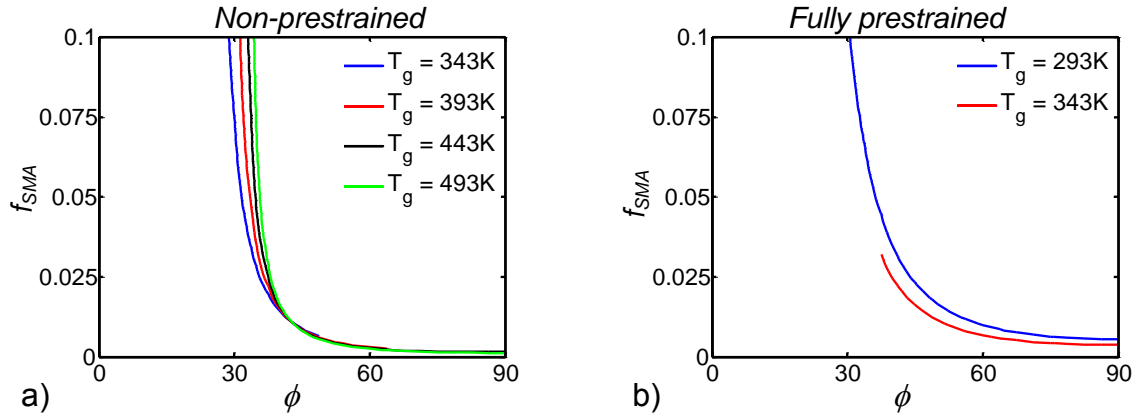 Non-prestrained
f_SMA
0.1
0.075
0.05
0.025
0
T_g = 343K
T_g = 393K
T_g = 443K
T_g = 493K
0 30 60 90
ϕ
a)
Fully prestrained
f_SMA
0.1
0.075
0.05
0.025
0
T_g = 293K
T_g = 343K
0 30 60 90
ϕ
b)